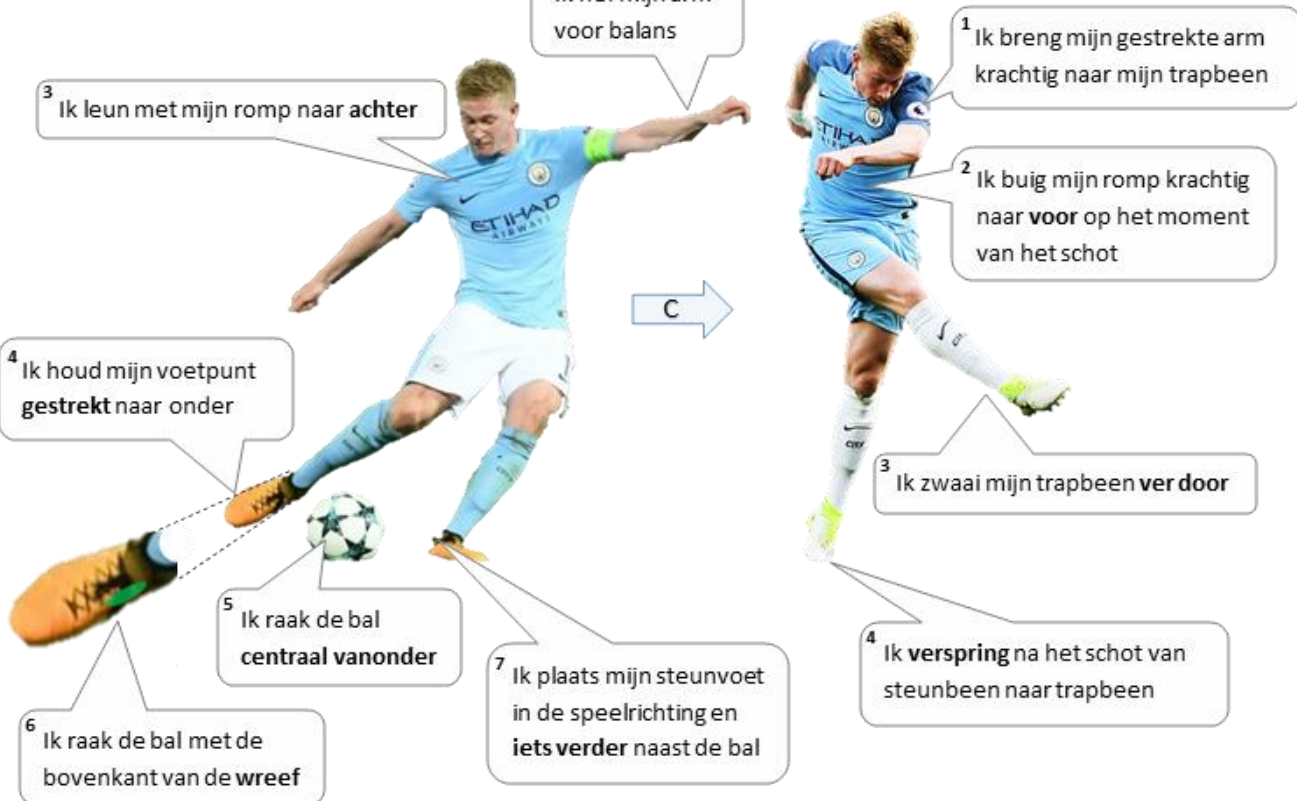 voor balans
3 Ik leun met mijn romp naar achter
4 Ik houd mijn voetpunt
gestrekt naar onder
5 Ik raak de bal
centraal vanonder
6 Ik raak de bal met de
bovenkant van de wreef
7 Ik plaats mijn steunvoet
in de speelrichting en
iets verder naast de bal
ETIHAD
AIRWAYS
C
1 Ik breng mijn gestrekte arm
krachtig naar mijn trapbeen
2 Ik buig mijn romp krachtig
naar voor op het moment
van het schot
3 Ik zwaai mijn trapbeen ver door
4 Ik verspring na het schot van
steunbeen naar trapbeen
ETIHAD